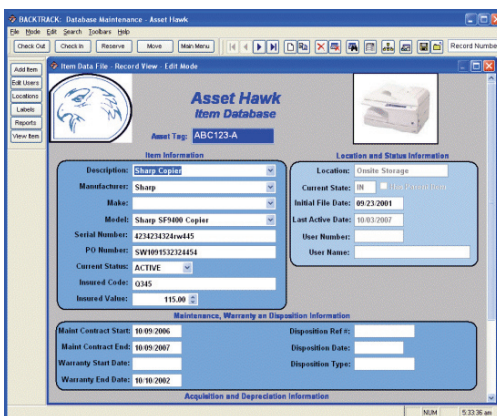 BACKTRACK: Database Maintenance - Asset Hawk
File Mode Edit Search Toolbars Help
Check Out Check In Reserve Move Main Menu Record Numbe
Add Item
Edit Users
Locations
Labels
Reports
View Item
Item Data File - Record View - Edit Mode
Asset Hawk
Item Database
Asset Tag: ABC123-A
Item Information
Description: Sharp Copier
Manufacturer: Sharp
Make:
Model: Sharp SF9400 Copier
Serial Number: 4234234324rw445
PO Number: SW1091532324454
Current Status: ACTIVE
Insured Code: 0345
Insured Value: 115.00
Location and Status Information
Location: Onsite Storage
Current State: IN
Initial File Date: 09/23/2001
Last Active Date: 10/03/2007
User Number:
User Name:
Maintenance, Warranty an Disposition Information
Maint Contract Start: 10/09/2006
Maint Contract End: 10/09/2007
Warranty Start Date:
Warranty End Date: 10/10/2002
Disposition Ref #:
Disposition Date:
Disposition Type:
Acquisition and Depreciation Information
NUM 5:33:36 am